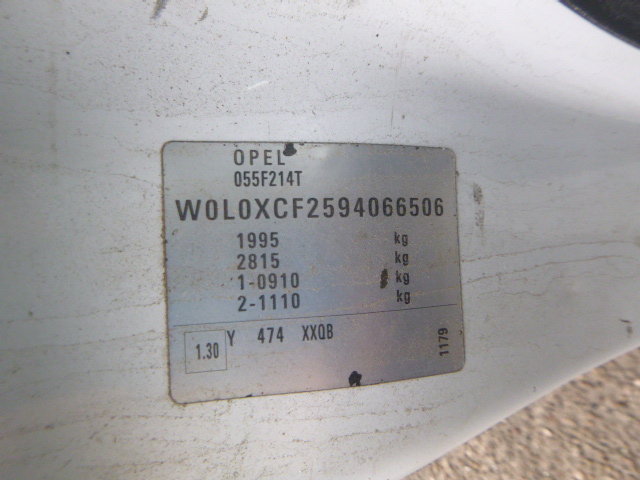 OPEL
055F214T
W0L0XCF2594066506
1995 kg
2815 kg
1-0910 kg
2-1110 kg
1.30 Y 474 XXQB
1179